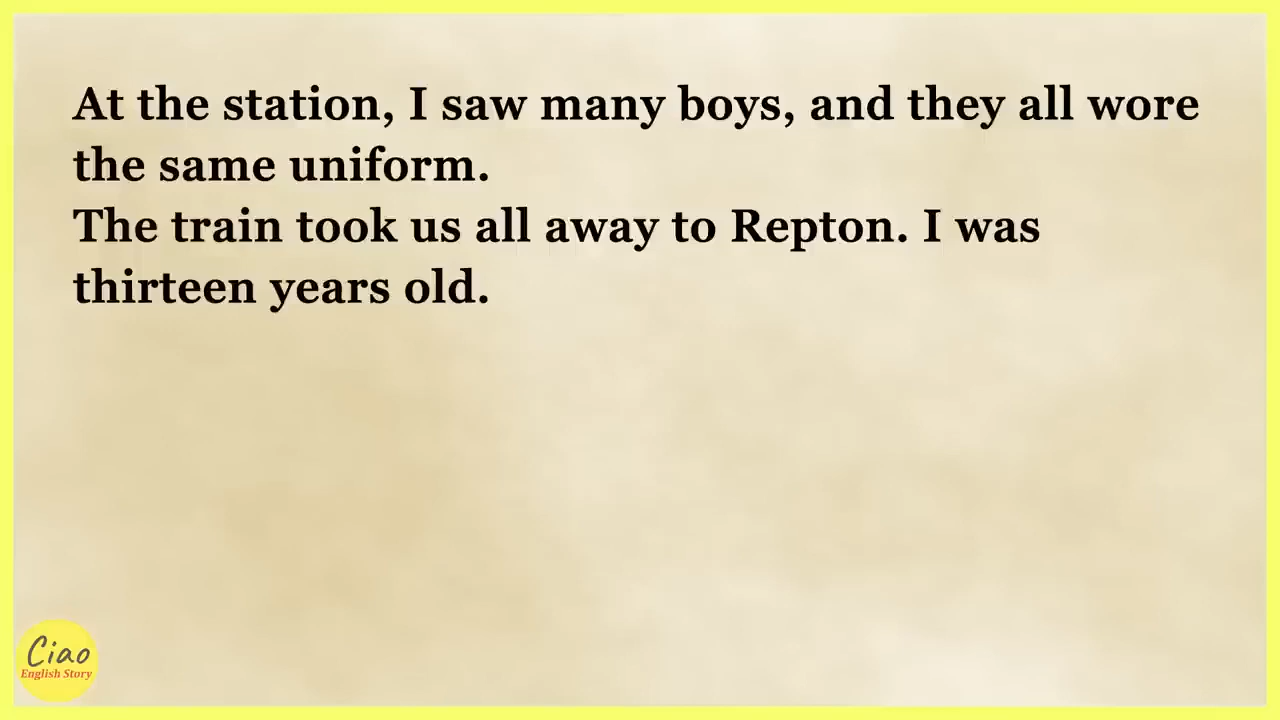 At the station, I saw many boys, and they all wore
the same uniform.
The train took us all away to Repton. I was
thirteen years old.
Ciao
English Story